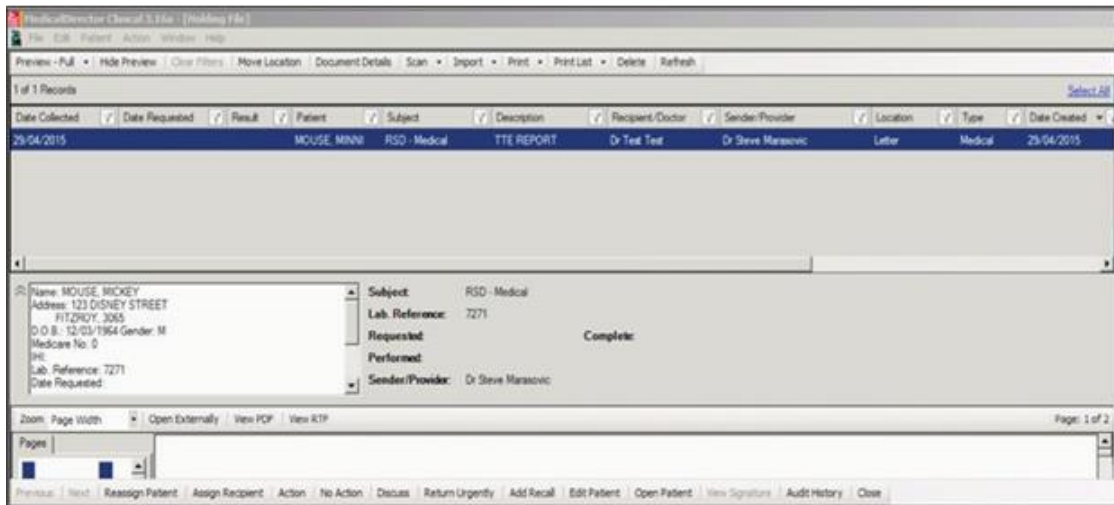 MedicalDirector Clinical 3.16a - [Holding File]
File Edit Patient Action Window Help
Preview - Full Hide Preview Clear Filters Move Location Document Details Scan Import Print Print List Delete Refresh
1 of 1 Records Select All
Date Collected Date Requested Result Patient Subject Description Recipient/Doctor Sender/Provider Location Type Date Created
29/04/2015 MOUSE, MINNI RSD - Medical TTE REPORT Dr Test Test Dr Steve Marasovic Letter Medical 29/04/2015
Name: MOUSE, MICKEY Subject: RSD - Medical
Address: 123 DISNEY STREET
FITZROY, 3065 Lab. Reference: 7271
D.O.B.: 12/03/1964 Gender: M Requested: Complete:
Medicare No: 0
IHI: Performed:
Lab. Reference: 7271
Date Requested: Sender/Provider: Dr Steve Marasovic
Zoom: Page Width Open Externally View PDF View RTF Page: 1 of 2
Pages
Previous Next Reassign Patient Assign Recipient Action No Action Discuss Return Urgently Add Recall Edit Patient Open Patient View Signature Audit History Close